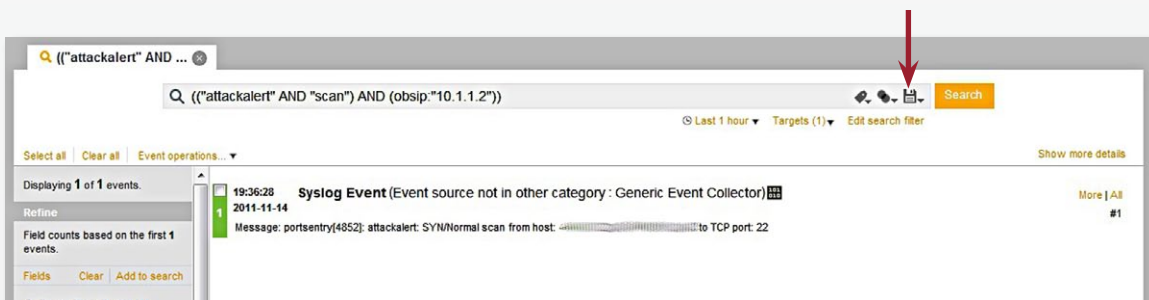 (("attackalert" AND ...
(("attackalert" AND "scan") AND (obsip:"10.1.1.2"))
Search
Last 1 hour Targets (1) Edit search filter
Select all Clear all Event operations...
Show more details
Displaying 1 of 1 events.
Refine
Field counts based on the first 1
events.
Fields Clear Add to search
1
19:36:28 Syslog Event (Event source not in other category : Generic Event Collector)
2011-11-14
Message: portsentry[4852]: attackalert: SYN/Normal scan from host: to TCP port: 22
More | All
#1